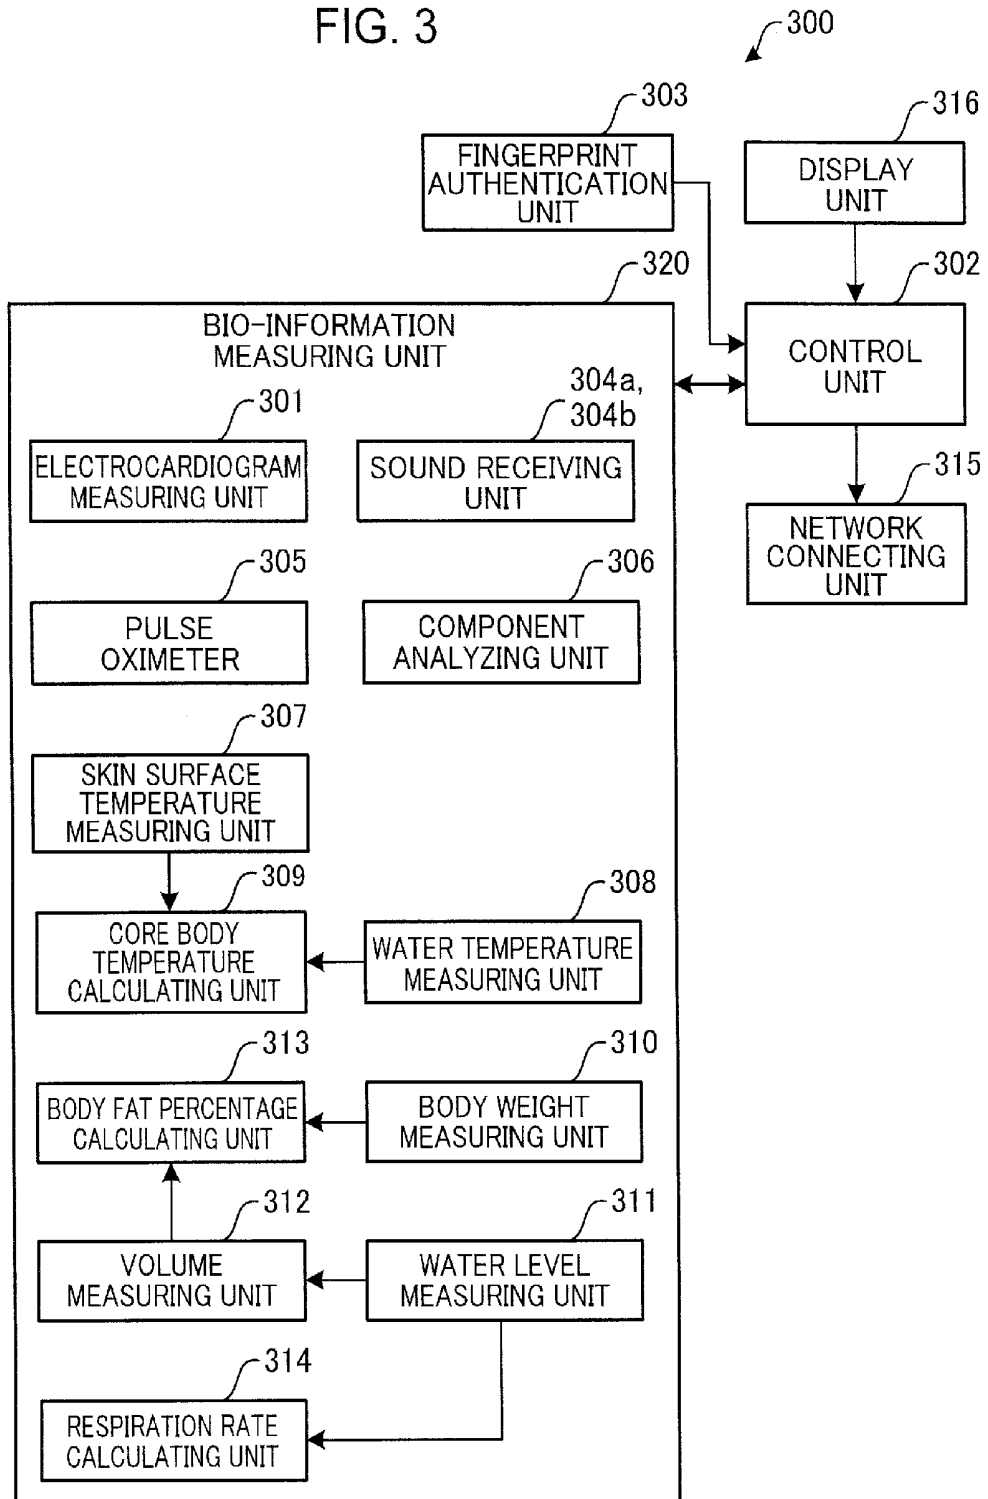 FIG. 3
300
303
316
FINGERPRINT
AUTHENTICATION
UNIT
DISPLAY
UNIT
320
302
BIO-INFORMATION
MEASURING UNIT
CONTROL
UNIT
301
304a,
304b
ELECTROCARDIOGRAM
MEASURING UNIT
SOUND RECEIVING
UNIT
315
NETWORK
CONNECTING
UNIT
305
306
PULSE
OXIMETER
COMPONENT
ANALYZING UNIT
307
SKIN SURFACE
TEMPERATURE
MEASURING UNIT
309
308
CORE BODY
TEMPERATURE
CALCULATING UNIT
WATER TEMPERATURE
MEASURING UNIT
313
310
BODY FAT PERCENTAGE
CALCULATING UNIT
BODY WEIGHT
MEASURING UNIT
312
311
VOLUME
MEASURING UNIT
WATER LEVEL
MEASURING UNIT
314
RESPIRATION RATE
CALCULATING UNIT